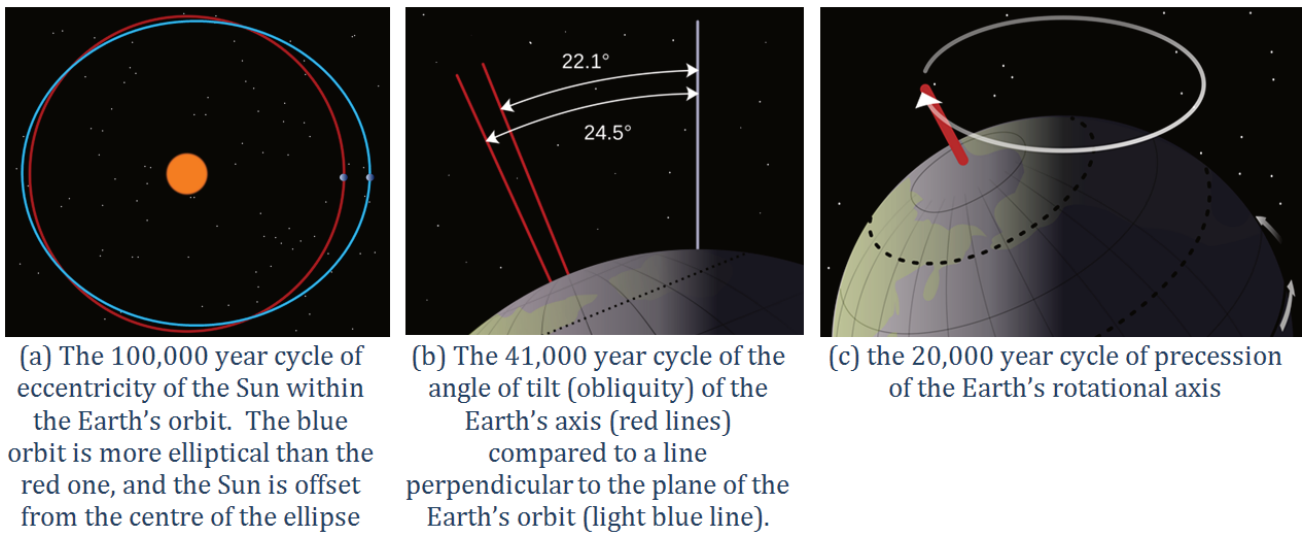 22.1°
24.5°
(a) The 100,000 year cycle of
eccentricity of the Sun within
the Earth's orbit.  The blue
orbit is more elliptical than the
red one, and the Sun is offset
from the centre of the ellipse
(b) The 41,000 year cycle of the
angle of tilt (obliquity) of the
Earth's axis (red lines)
compared to a line
perpendicular to the plane of the
Earth's orbit (light blue line).
(c) the 20,000 year cycle of precession
of the Earth's rotational axis